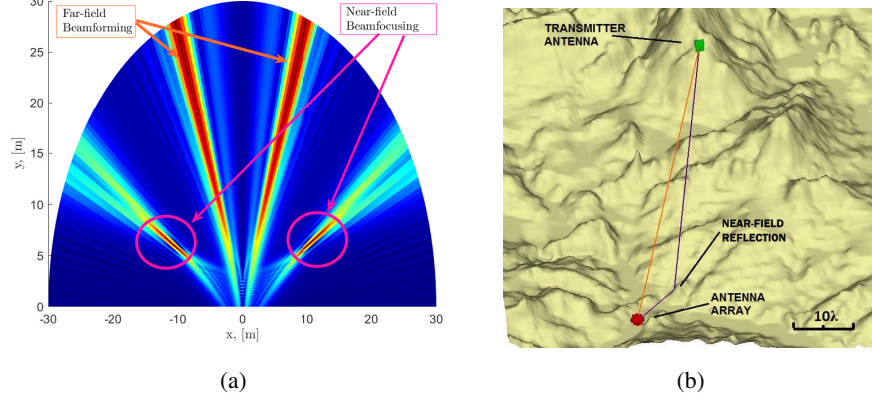 Far-field
Beamforming
Near-field
Beamfocusing
30
25
20
15
10
5
0
y, [m]
-30 -20 -10 0 10 20 30
x, [m]
(a)
TRANSMITTER
ANTENNA
NEAR-FIELD
REFLECTION
ANTENNA
ARRAY
10λ
(b)